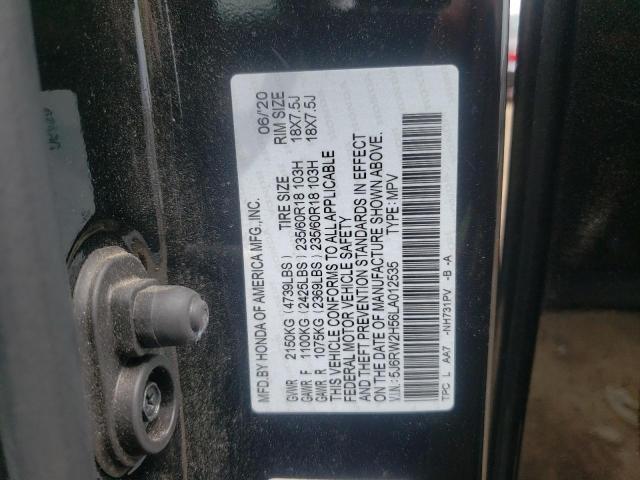 MFD.BY HONDA OF AMERICA MFG.,INC. 06/'20
TIRE SIZE RIM SIZE
GVWR 2150KG (4739LBS)
GAWR F 1100KG (2425LBS) 235/60R18 103H 18X7.5J
GAWR R 1075KG (2369LBS) 235/60R18 103H 18X7.5J
THIS VEHICLE CONFORMS TO ALL APPLICABLE
FEDERAL MOTOR VEHICLE SAFETY
AND THEFT PREVENTION STANDARDS IN EFFECT
ON THE DATE OF MANUFACTURE SHOWN ABOVE.
V.I.N.: 5J6RW2H56LA012535 TYPE: MPV
TPC L AA7 -NH731PV -B -A